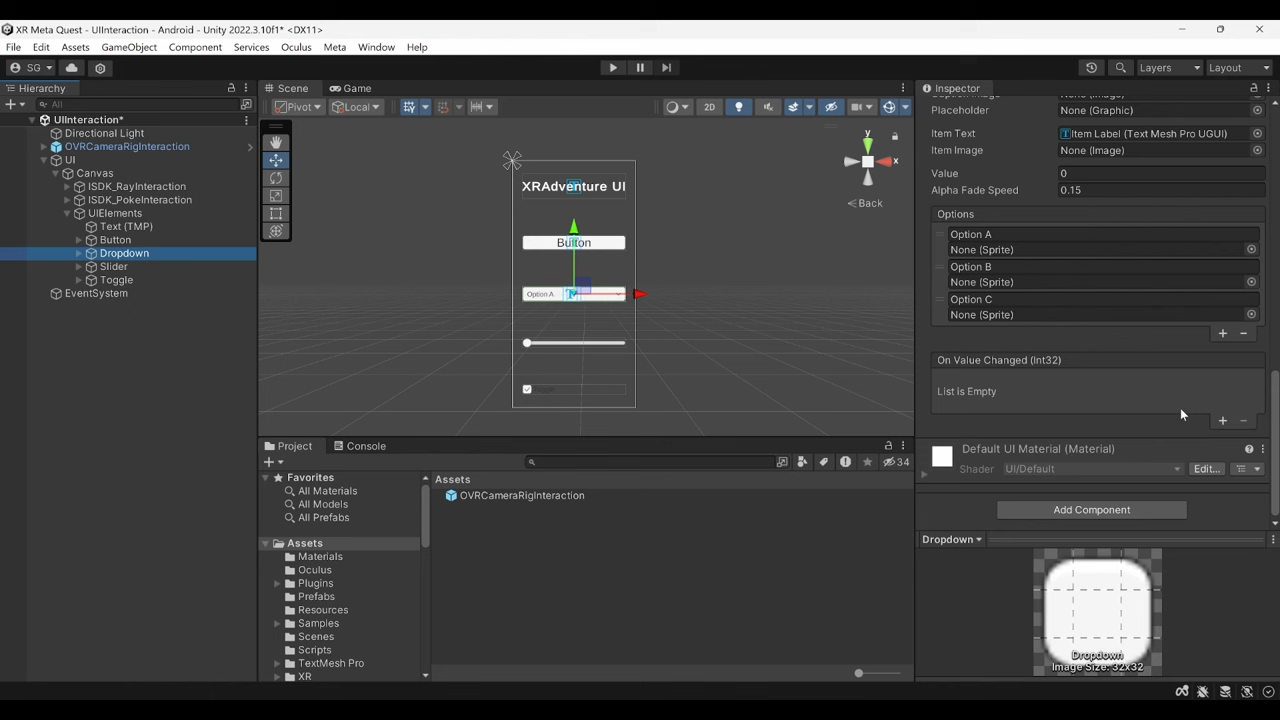 XR Meta Quest - UIInteraction - Android - Unity 2022.3.10f1* <DX11>
File Edit Assets GameObject Component Services Oculus Meta Window Help
SG Layers Layout
Hierarchy
All
UIInteraction*
Directional Light
OVRCameraRigInteraction
UI
Canvas
ISDK_RayInteraction
ISDK_PokeInteraction
UIElements
Text (TMP)
Button
Dropdown
Slider
Toggle
EventSystem
Scene Game
Pivot Local 2D
y
x
Back
XRAdventure UI
Button
Option A
Project Console
34
Favorites
All Materials
All Models
All Prefabs
Assets
Materials
Oculus
Plugins
Prefabs
Resources
Samples
Scenes
Scripts
TextMesh Pro
XR
Assets
OVRCameraRigInteraction
Inspector
Placeholder None (Graphic)
Item Text Item Label (Text Mesh Pro UGUI)
Item Image None (Image)
Value 0
Alpha Fade Speed 0.15
Options
Option A
None (Sprite)
Option B
None (Sprite)
Option C
None (Sprite)
On Value Changed (Int32)
List is Empty
Default UI Material (Material)
Shader UI/Default Edit...
Add Component
Dropdown
Dropdown
Image Size: 32x32